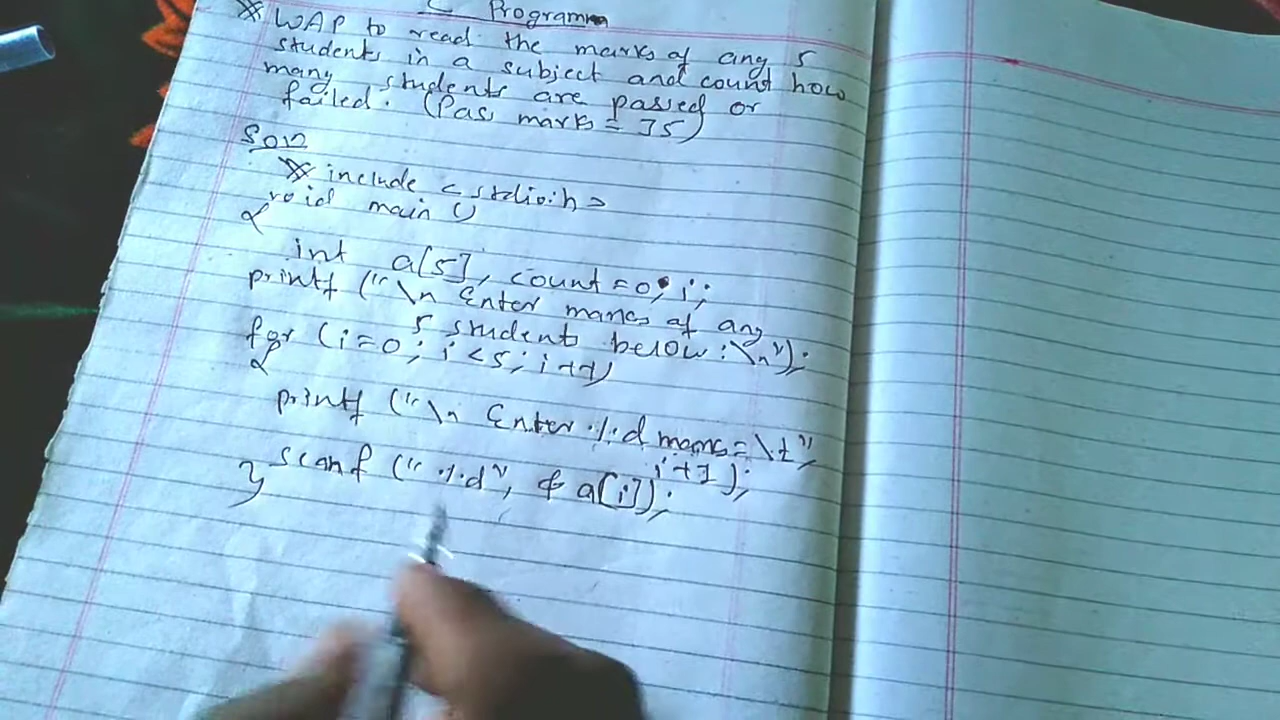 C Programm
* WAP to read the marks of any 5
students in a subject and count how
many students are passed or
failed. (Pass marks = 35)
Soln
# include <stdio.h>
void main ()
{
int a[5], count=0, i;
printf ("\n Enter marks of any
5 students below :\n");
for (i=0; i<5; i++)
{
printf ("\n Enter %d marks=\t",
i+1);
scanf ("%d", & a[i]);
}